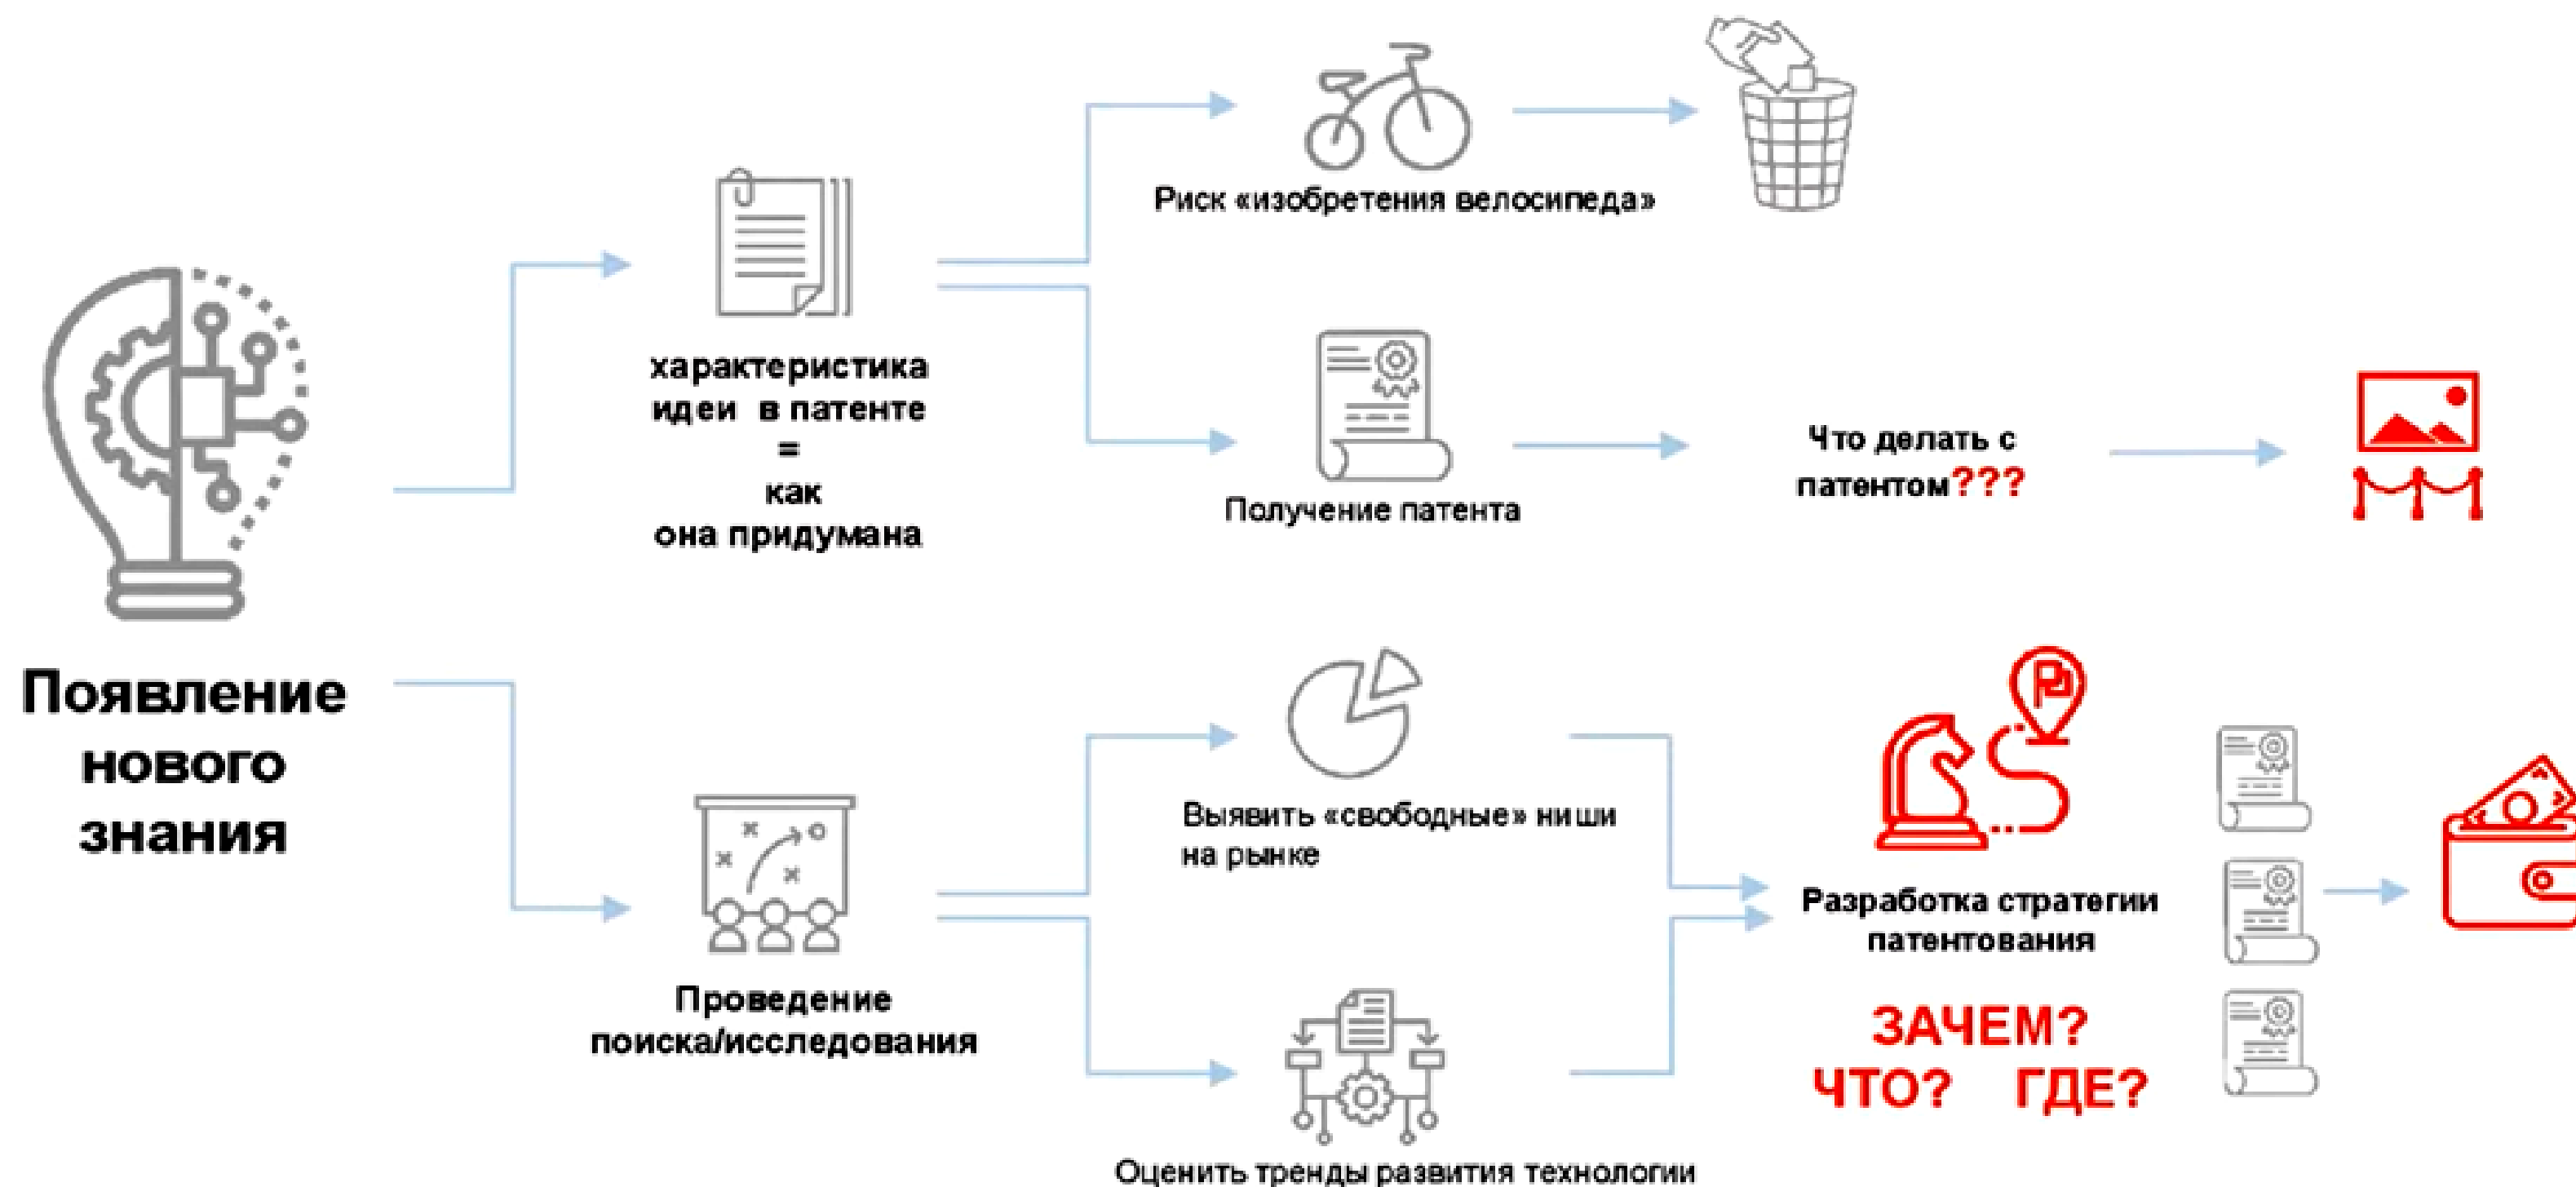 Появление
нового
знания
характеристика
идеи в патенте
=
как
она придумана
Риск «изобретения велосипеда»
Получение патента
Что делать с
патентом???
Проведение
поиска/исследования
Выявить «свободные» ниши
на рынке
Оценить тренды развития технологии
Разработка стратегии
патентования
ЗАЧЕМ?
ЧТО? ГДЕ?